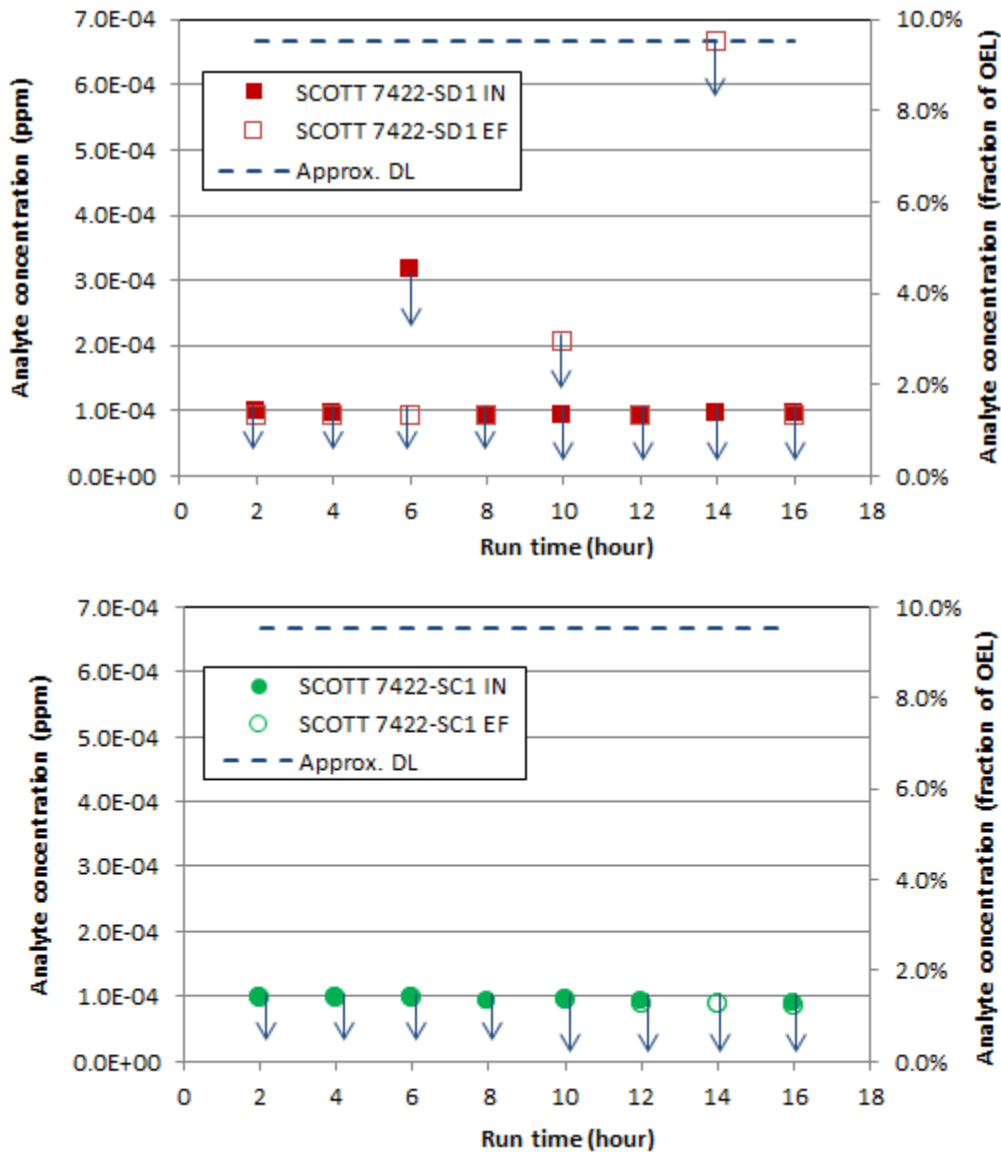 Analyte concentration (ppm)
7.0E-04
6.0E-04
5.0E-04
4.0E-04
3.0E-04
2.0E-04
1.0E-04
0.0E+00
SCOTT 7422-SD1 IN
SCOTT 7422-SD1 EF
Approx. DL
10.0%
8.0%
6.0%
4.0%
2.0%
0.0%
Analyte concentration (fraction of OEL)
0 2 4 6 8 10 12 14 16 18
Run time (hour)
Analyte concentration (ppm)
7.0E-04
6.0E-04
5.0E-04
4.0E-04
3.0E-04
2.0E-04
1.0E-04
0.0E+00
SCOTT 7422-SC1 IN
SCOTT 7422-SC1 EF
Approx. DL
10.0%
8.0%
6.0%
4.0%
2.0%
0.0%
Analyte concentration (fraction of OEL)
0 2 4 6 8 10 12 14 16 18
Run time (hour)